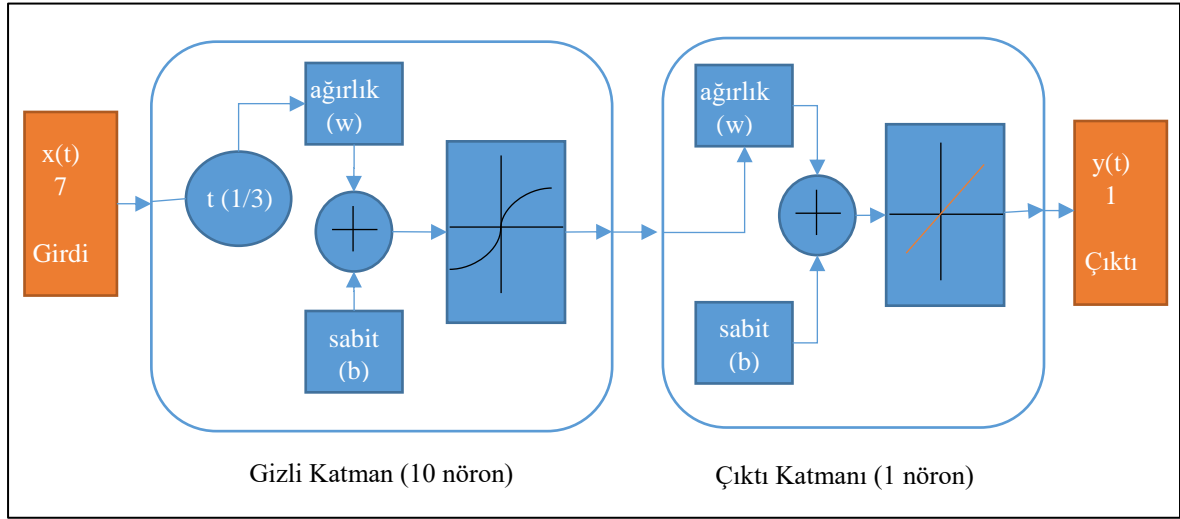 x(t)
7
Girdi
t (1/3)
ağırlık
(w)
sabit
(b)
ağırlık
(w)
sabit
(b)
y(t)
1
Çıktı
Gizli Katman (10 nöron)
Çıktı Katmanı (1 nöron)